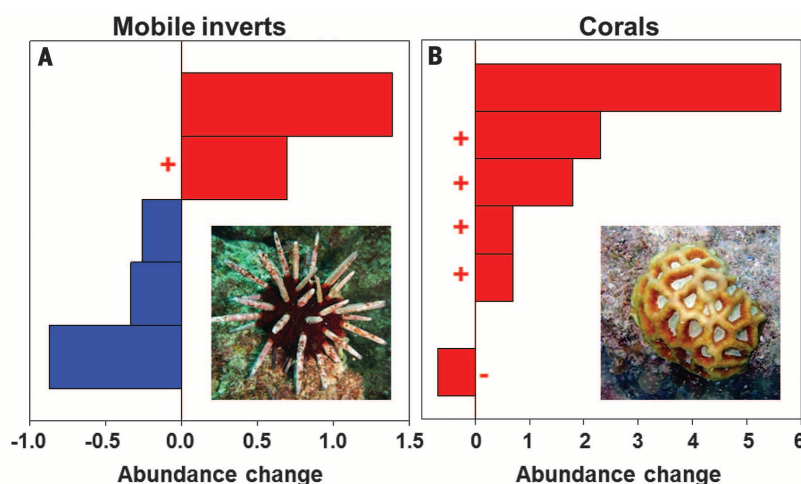 Mobile inverts
Corals
A
B
+
+
+
+
+
-
-1.0 -0.5 0.0 0.5 1.0 1.5
0 1 2 3 4 5 6
Abundance change
Abundance change